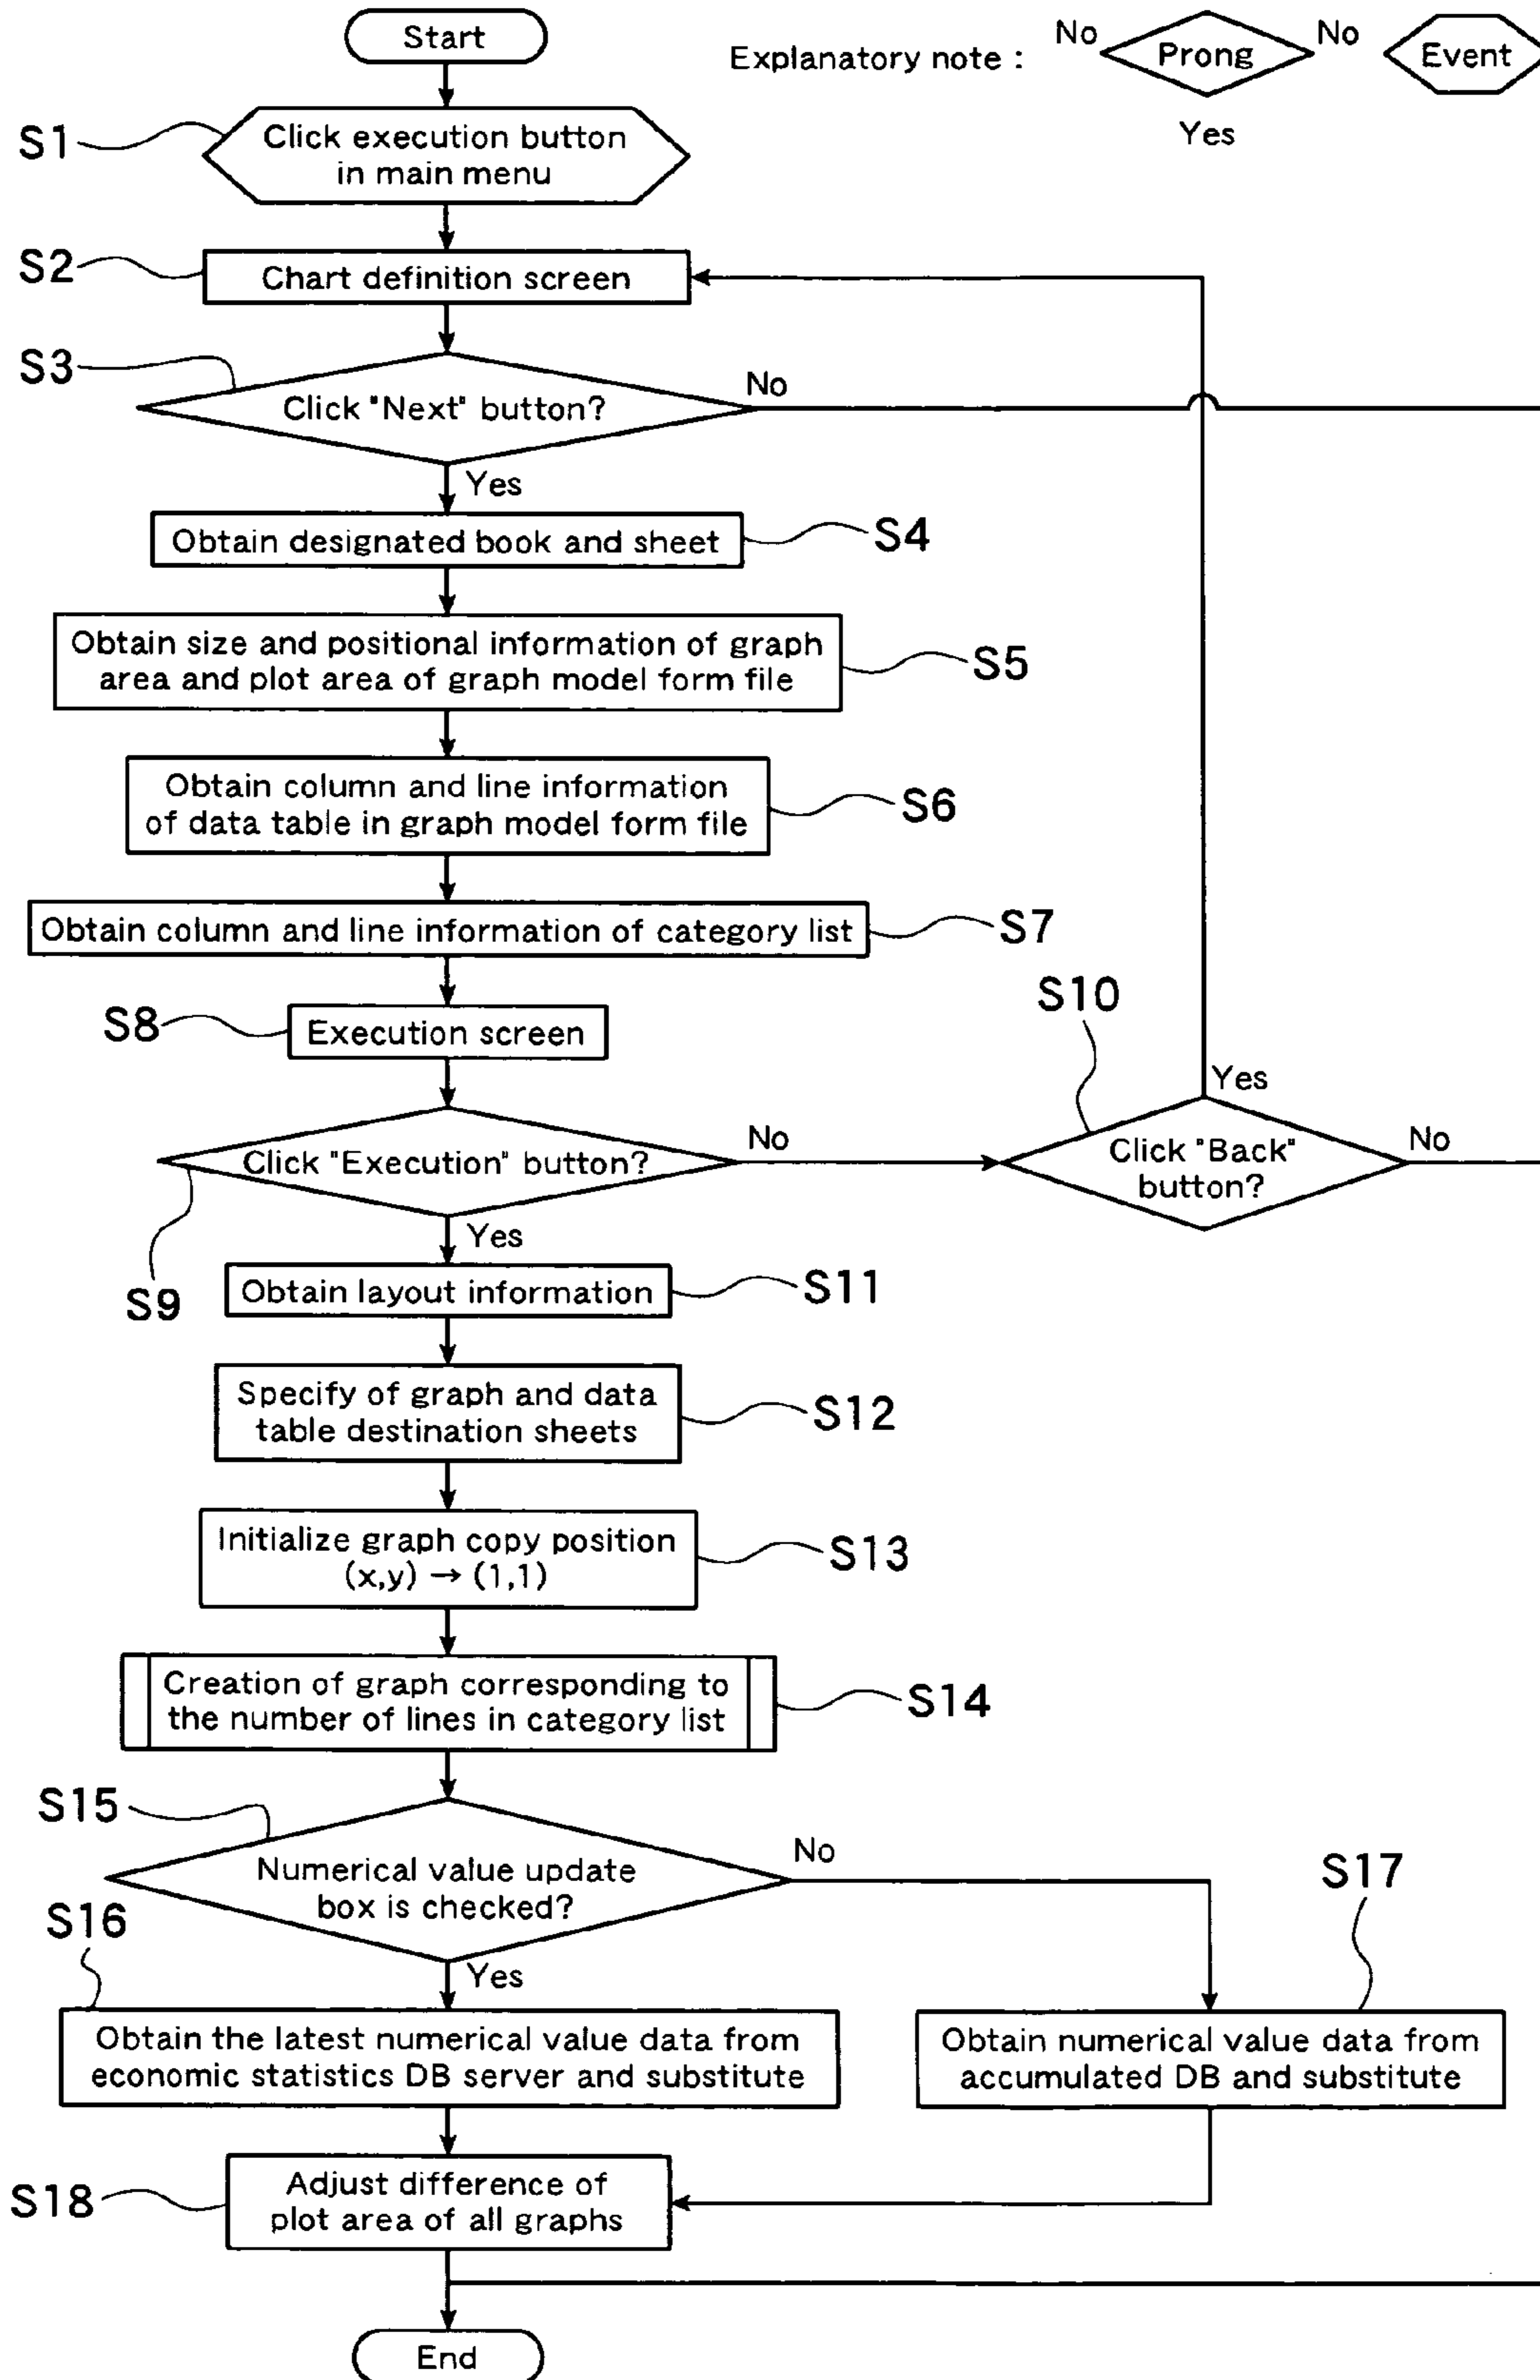 Start
Explanatory note :
No
Prong
No
Event
Yes
S1
Click execution button
in main menu
S2
Chart definition screen
S3
Click "Next" button?
No
Yes
Obtain designated book and sheet
S4
Obtain size and positional information of graph
area and plot area of graph model form file
S5
Obtain column and line information
of data table in graph model form file
S6
Obtain column and line information of category list
S7
S8
Execution screen
S10
Yes
Click "Execution" button?
No
Click "Back"
button?
No
Yes
S9
Obtain layout information
S11
Specify of graph and data
table destination sheets
S12
Initialize graph copy position
(x,y) → (1,1)
S13
Creation of graph corresponding to
the number of lines in category list
S14
S15
Numerical value update
box is checked?
No
S17
S16
Yes
Obtain the latest numerical value data from
economic statistics DB server and substitute
Obtain numerical value data from
accumulated DB and substitute
S18
Adjust difference of
plot area of all graphs
End